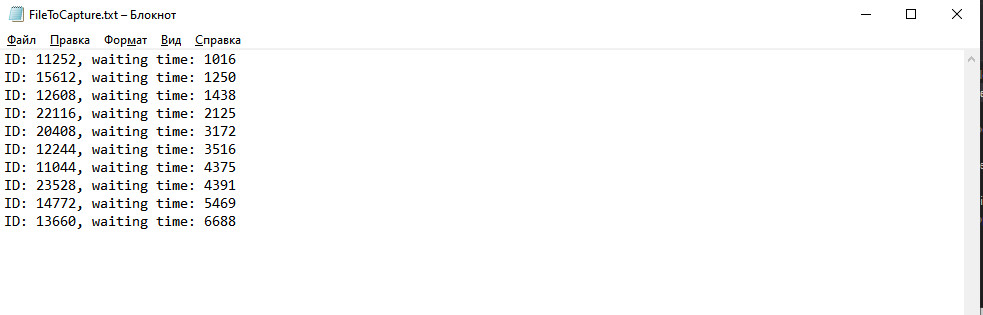 FileToCapture.txt – Блокнот
Файл Правка Формат Вид Справка
ID: 11252, waiting time: 1016
ID: 15612, waiting time: 1250
ID: 12608, waiting time: 1438
ID: 22116, waiting time: 2125
ID: 20408, waiting time: 3172
ID: 12244, waiting time: 3516
ID: 11044, waiting time: 4375
ID: 23528, waiting time: 4391
ID: 14772, waiting time: 5469
ID: 13660, waiting time: 6688